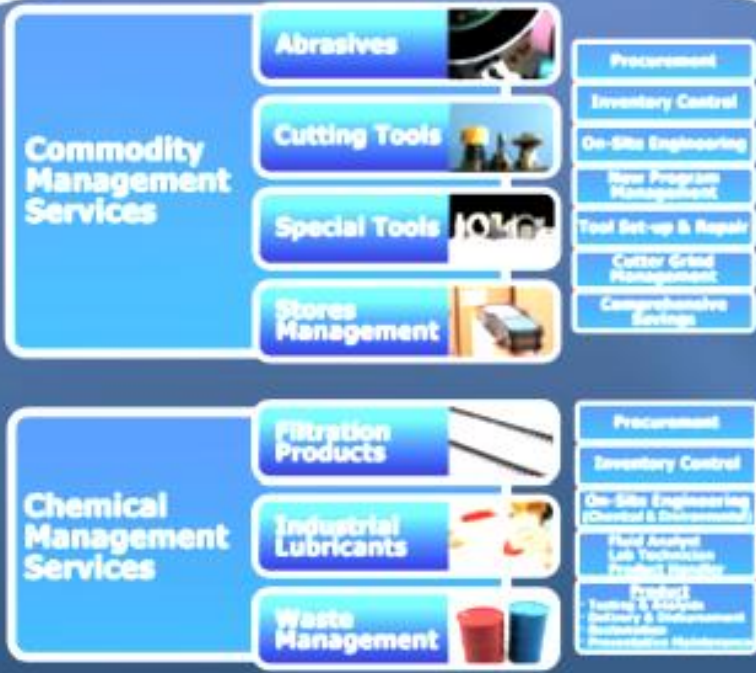 Commodity
Management
Services
Abrasives
Cutting Tools
Special Tools
Stores
Management
Procurement
Inventory Control
On-Site Engineering
New Program
Management
Tool Set-up & Repair
Cutter Grind
Management
Comprehensive
Savings
Chemical
Management
Services
Filtration
Products
Industrial
Lubricants
Waste
Management
Procurement
Inventory Control
On-Site Engineering
(Chemical & Environmental)
Fluid Analyst
Lab Technician
Product Handler
Product
- Testing & Analysis
- Delivery & Disbursement
- Preventative Maintenance